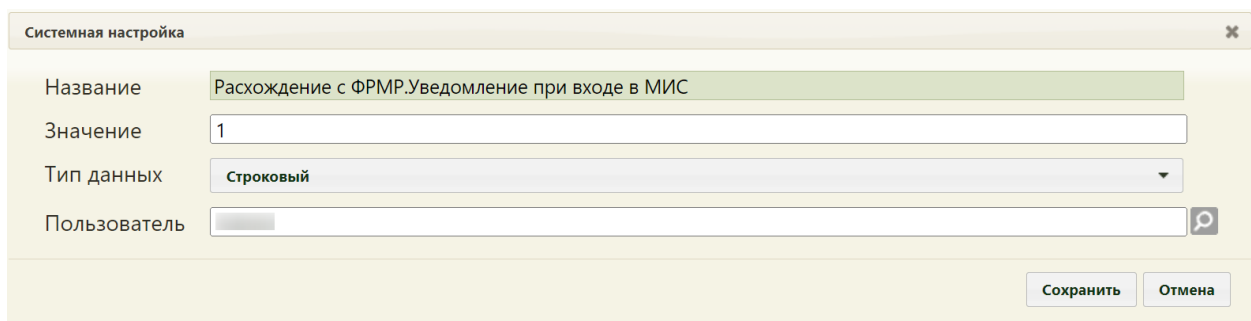 Системная настройка
Название
Расхождение с ФРМР.Уведомление при входе в МИС
Значение
1
Тип данных
Строковый
Пользователь
Сохранить
Отмена